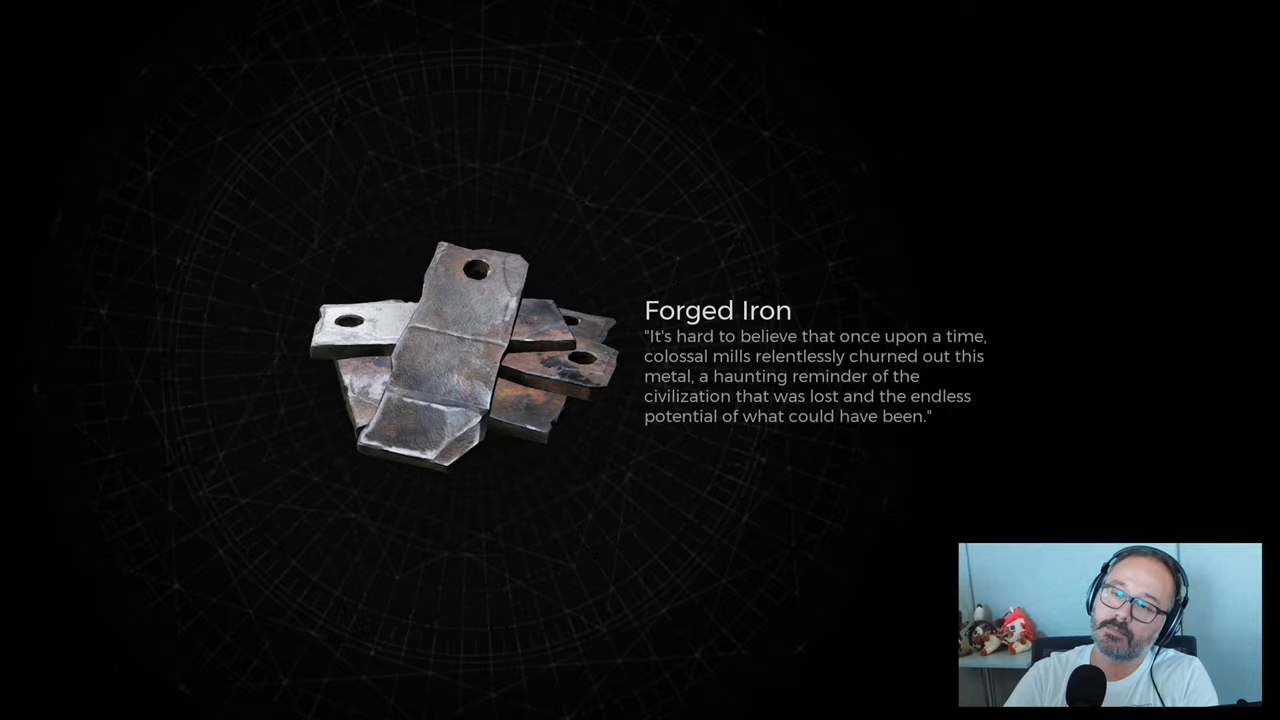 Forged Iron
"It's hard to believe that once upon a time,
colossal mills relentlessly churned out this
metal, a haunting reminder of the
civilization that was lost and the endless
potential of what could have been."